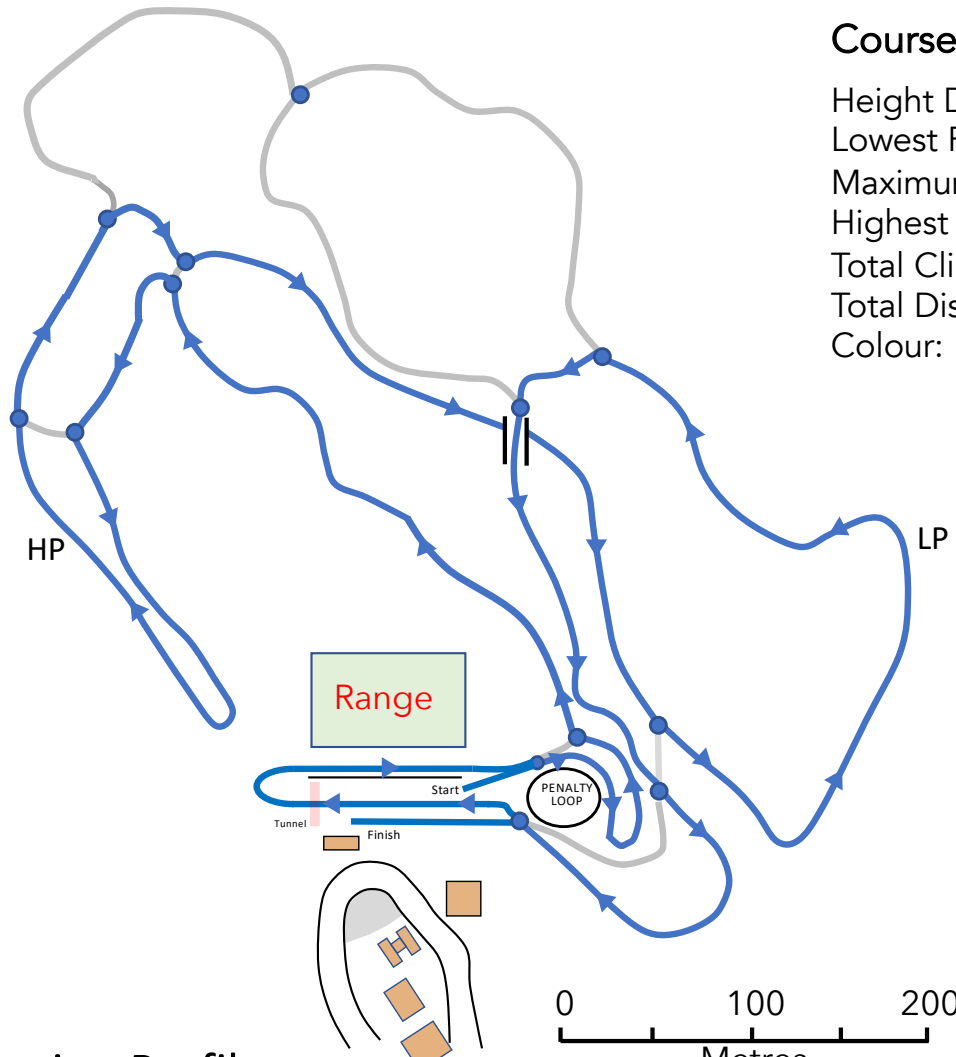 Course
Height D
Lowest P
Maximum
Highest
Total Cli
Total Dis
Colour:
HP
LP
Range
Start
PENALTY
LOOP
Tunnel
Finish
0 100 200
Metres